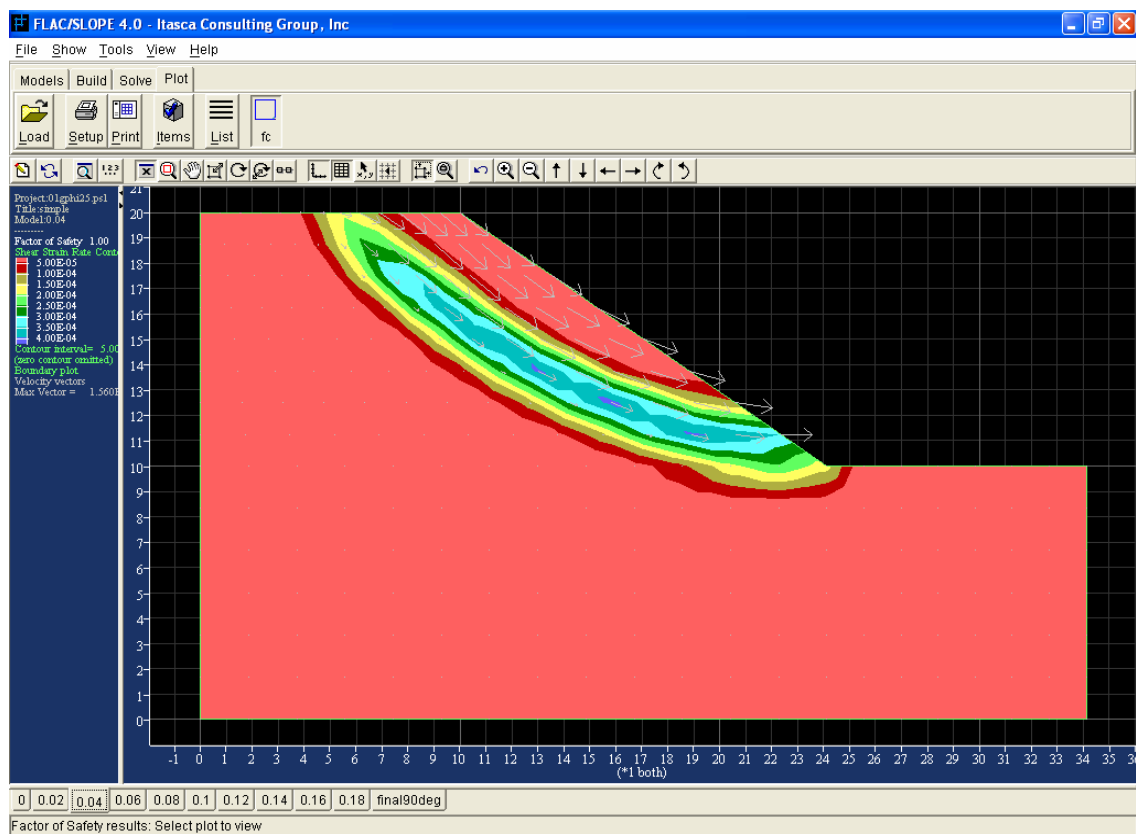 FLAC/SLOPE 4.0 - Itasca Consulting Group, Inc
File Show Tools View Help
Models Build Solve Plot
Load Setup Print Items List fc
1.2.3
Project:01gphi25.ps1
Title:simple
Model:0.04
---------
Factor of Safety 1.00
Shear Strain Rate Cont
5.00E-05
1.00E-04
1.50E-04
2.00E-04
2.50E-04
3.00E-04
3.50E-04
4.00E-04
Contour interval= 5.00
(zero contour omitted)
Boundary plot
Velocity vectors
Max Vector = 1.560E
21
20
19
18
17
16
15
14
13
12
11
10
9
8
7
6
5
4
3
2
1
0
-1 0 1 2 3 4 5 6 7 8 9 10 11 12 13 14 15 16 17 18 19 20 21 22 23 24 25 26 27 28 29 30 31 32 33 34 35 36
(*1 both)
0 0.02 0.04 0.06 0.08 0.1 0.12 0.14 0.16 0.18 final90deg
Factor of Safety results: Select plot to view